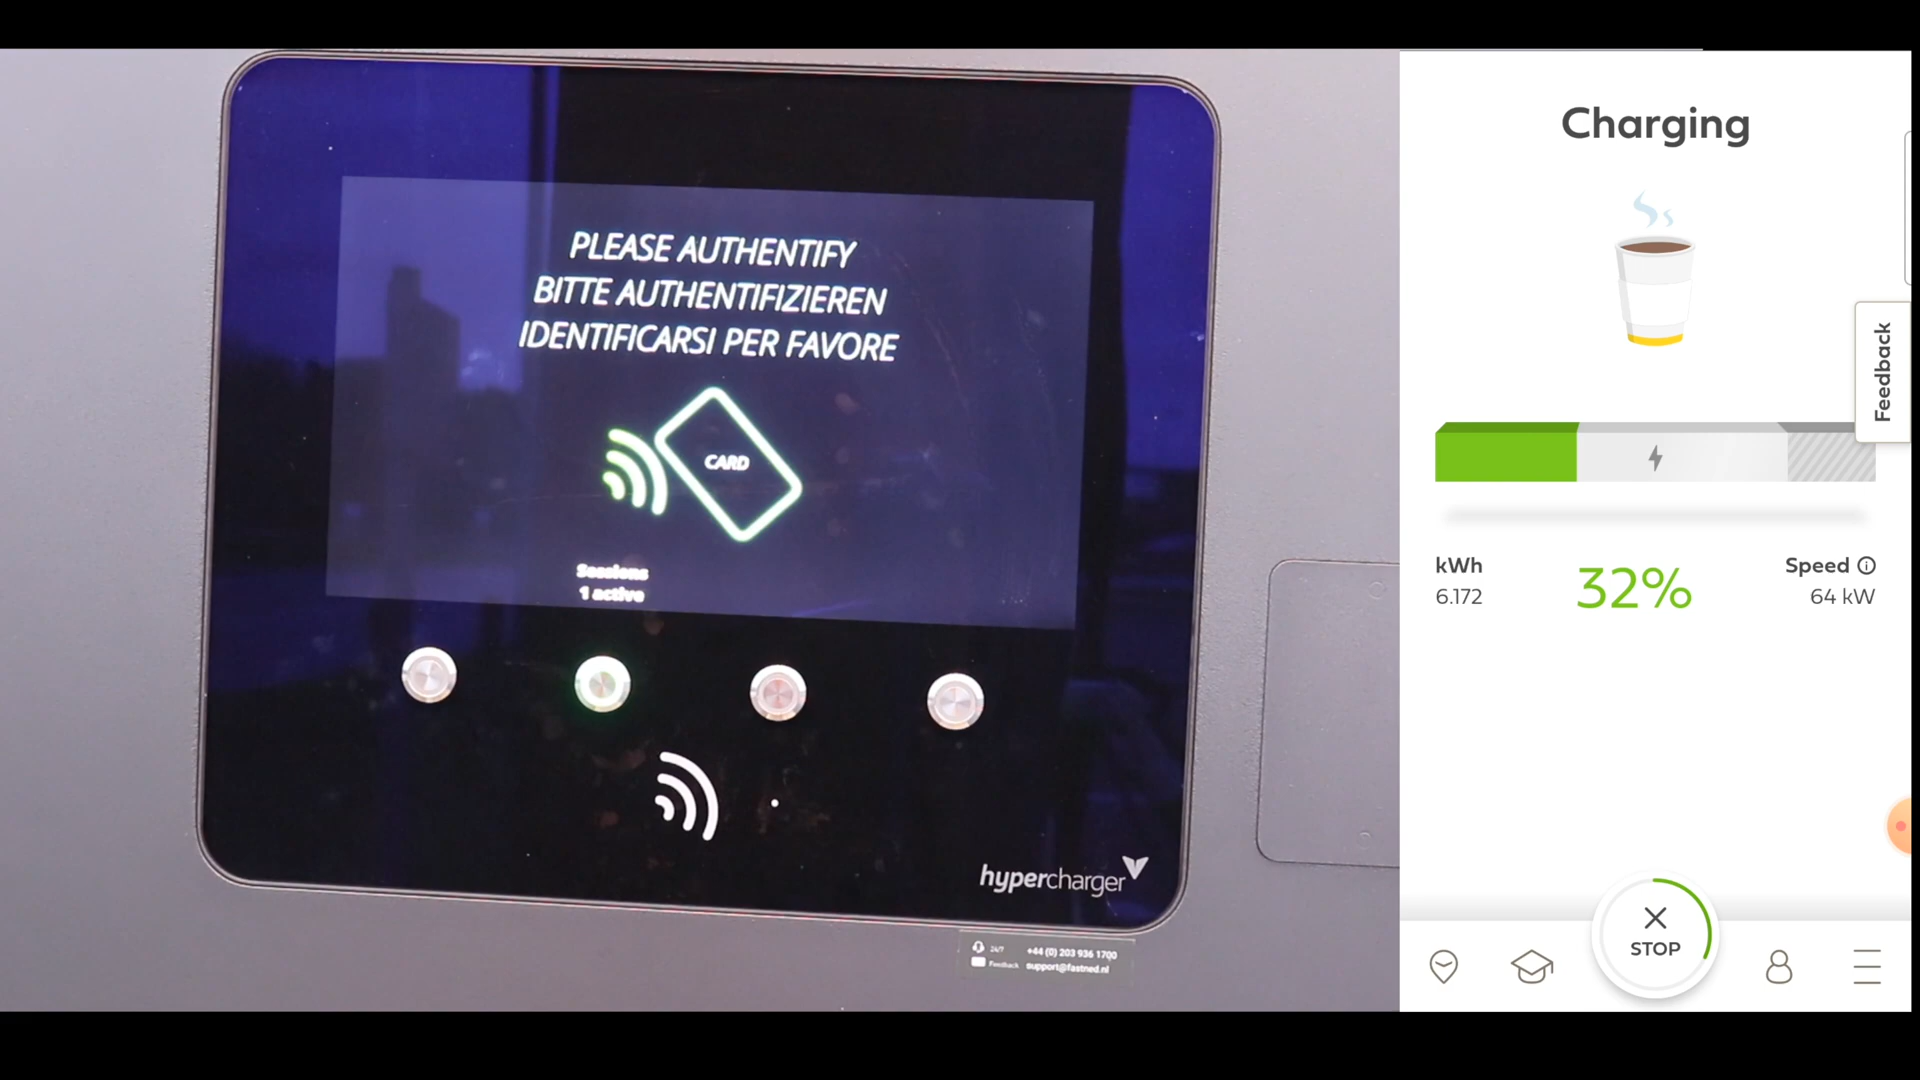 PLEASE AUTHENTIFY
BITTE AUTHENTIFIZIEREN
IDENTIFICARSI PER FAVORE
CARD
Sessions
1 active
hypercharger
24/7 +44 (0) 203 936 1700
Feedback support@fastned.nl
Charging
Feedback
kWh
6.172
32%
Speed
64 kW
STOP